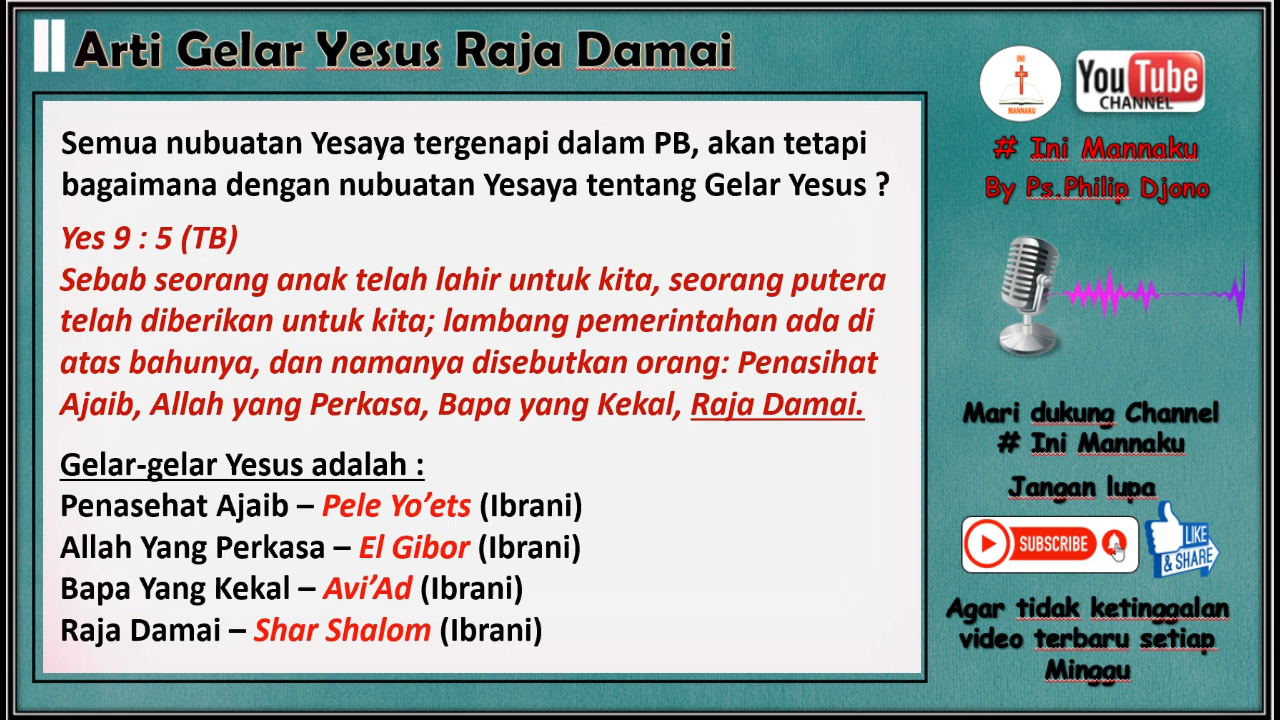 Arti Gelar Yesus Raja Damai
Semua nubuatan Yesaya tergenapi dalam PB, akan tetapi
bagaimana dengan nubuatan Yesaya tentang Gelar Yesus ?
Yes 9 : 5 (TB)
Sebab seorang anak telah lahir untuk kita, seorang putera
telah diberikan untuk kita; lambang pemerintahan ada di
atas bahunya, dan namanya disebutkan orang: Penasihat
Ajaib, Allah yang Perkasa, Bapa yang Kekal, Raja Damai.
Gelar-gelar Yesus adalah :
Penasehat Ajaib – Pele Yo’ets (Ibrani)
Allah Yang Perkasa – El Gibor (Ibrani)
Bapa Yang Kekal – Avi’Ad (Ibrani)
Raja Damai – Shar Shalom (Ibrani)
INI
MANNAKU
YouTube
CHANNEL
# Ini Mannaku
By Ps.Philip Djono
Mari dukung Channel
# Ini Mannaku
Jangan lupa
SUBSCRIBE
LIKE
& SHARE
Agar tidak ketinggalan
video terbaru setiap
Minggu